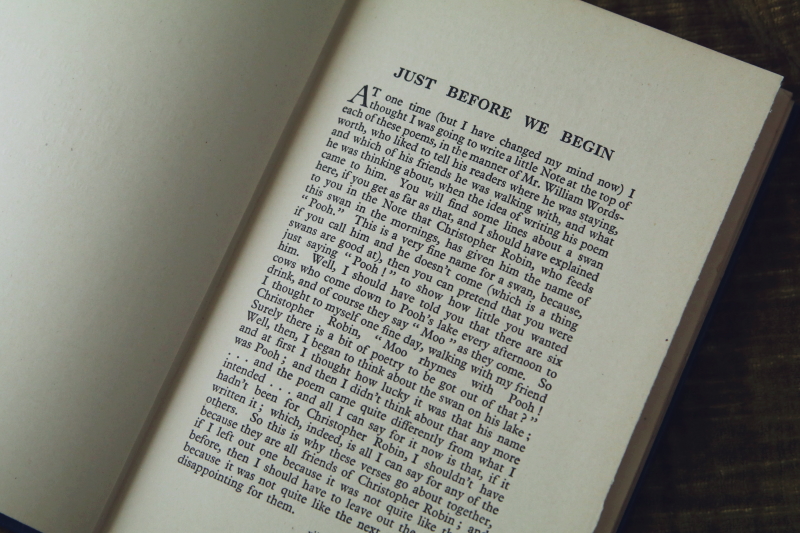 JUST BEFORE WE BEGIN
AT one time (but I have changed my mind now) I
thought I was going to write a little Note at the top of
each of these poems, in the manner of Mr. William Words-
worth, who liked to tell his readers where he was staying,
and which of his friends he was walking with, and what
he was thinking about, when the idea of writing his poem
came to him. You will find some lines about a swan
here, if you get as far as that, and I should have explained
to you in the Note that Christopher Robin, who feeds
this swan in the mornings, has given him the name of
“ Pooh.” This is a very fine name for a swan, because,
if you call him and he doesn't come (which is a thing
swans are good at), then you can pretend that you were
just saying “ Pooh ! ” to show how little you wanted
him. Well, I should have told you that there are six
cows who come down to Pooh's lake every afternoon to
drink, and of course they say “ Moo ” as they come. So
I thought to myself one fine day, walking with my friend
Christopher Robin, “ Moo rhymes with Pooh !
Surely there is a bit of poetry to be got out of that ? ”
Well, then, I began to think about the swan on his lake ;
and at first I thought how lucky it was that his name
was Pooh ; and then I didn't think about that any more
. . . and the poem came quite differently from what I
intended . . . and all I can say for it now is that, if it
hadn't been for Christopher Robin, I shouldn't have
written it ; which, indeed, is all I can say for any of the
others. So this is why these verses go about together,
because they are all friends of Christopher Robin ; and
if I left out one because it was not quite like the
before, then I should have to leave out the
because it was not quite like the next
disappointing for them.